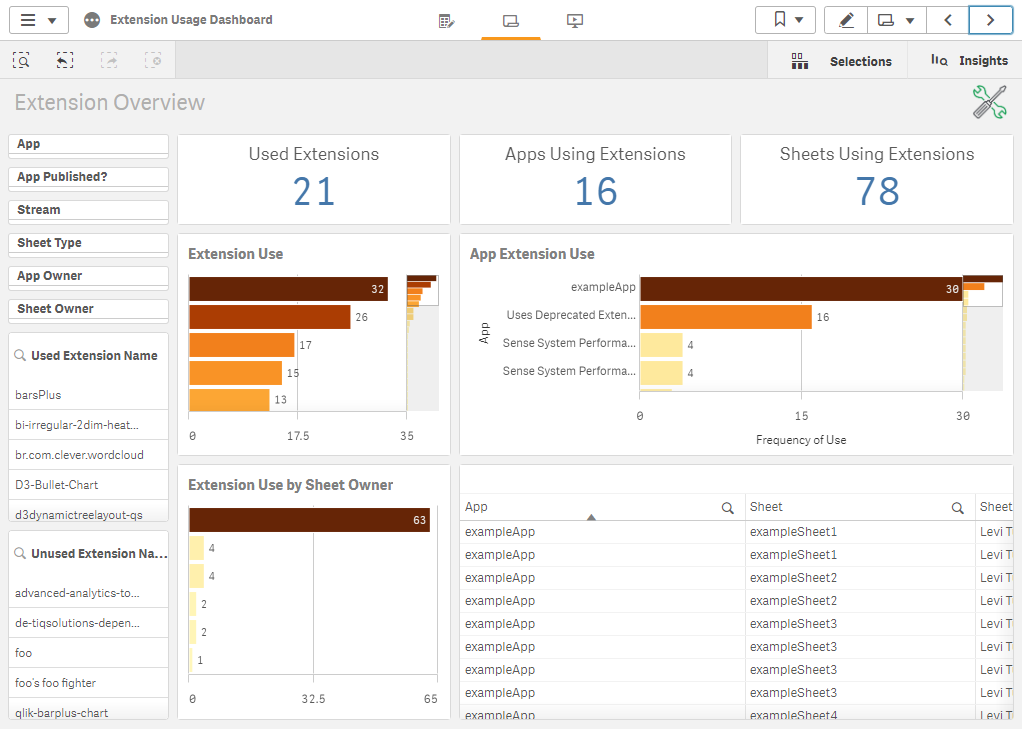 Extension Usage Dashboard
Selections
Insights
Extension Overview
App
App Published?
Stream
Sheet Type
App Owner
Sheet Owner
Used Extension Name
barsPlus
bi-irregular-2dim-heat...
br.com.clever.wordcloud
D3-Bullet-Chart
d3dynamictreelayout-qs
Unused Extension Na...
advanced-analytics-to...
de-tiqsolutions-depen...
foo
foo's foo fighter
qlik-barplus-chart
Used Extensions
21
Apps Using Extensions
16
Sheets Using Extensions
78
Extension Use
32
26
17
15
13
0 17.5 35
App Extension Use
App
exampleApp 30
Uses Deprecated Exten... 16
Sense System Performa... 4
Sense System Performa... 4
0 15 30
Frequency of Use
Extension Use by Sheet Owner
63
4
4
2
2
1
0 32.5 65
App Sheet Sheet
exampleApp exampleSheet1 Levi T
exampleApp exampleSheet1 Levi T
exampleApp exampleSheet2 Levi T
exampleApp exampleSheet2 Levi T
exampleApp exampleSheet3 Levi T
exampleApp exampleSheet3 Levi T
exampleApp exampleSheet3 Levi T
exampleApp exampleSheet3 Levi T
exampleApp exampleSheet4 Levi T